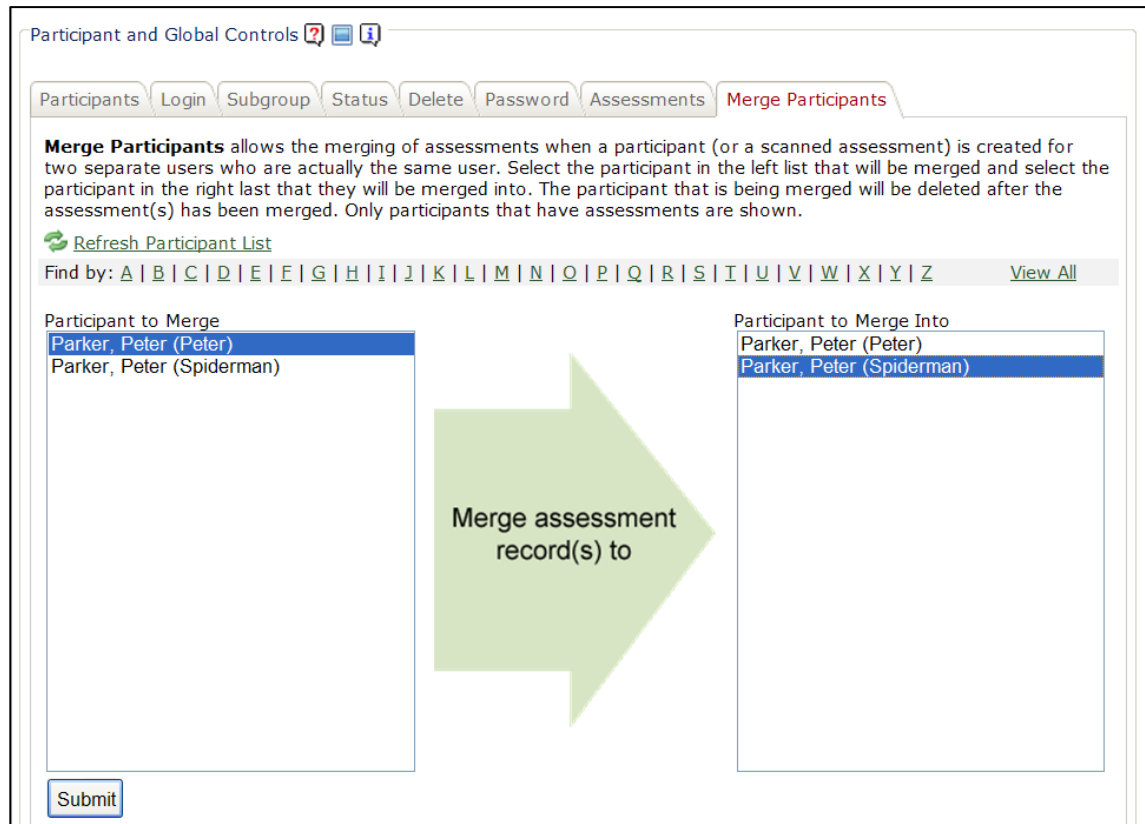 Participant and Global Controls
Participants Login Subgroup Status Delete Password Assessments Merge Participants
Merge Participants allows the merging of assessments when a participant (or a scanned assessment) is created for
two separate users who are actually the same user. Select the participant in the left list that will be merged and select the
participant in the right last that they will be merged into. The participant that is being merged will be deleted after the
assessment(s) has been merged. Only participants that have assessments are shown.
Refresh Participant List
Find by: A | B | C | D | E | F | G | H | I | J | K | L | M | N | O | P | Q | R | S | T | U | V | W | X | Y | Z View All
Participant to Merge
Parker, Peter (Peter)
Parker, Peter (Spiderman)
Merge assessment
record(s) to
Participant to Merge Into
Parker, Peter (Peter)
Parker, Peter (Spiderman)
Submit